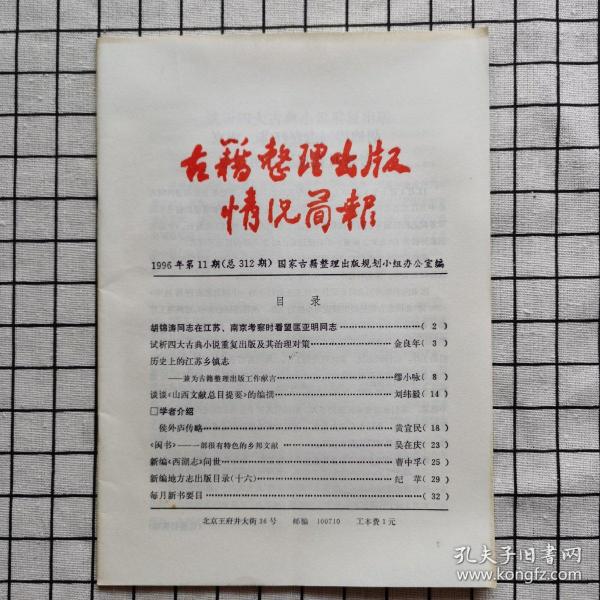 古籍整理出版
情况简报
1996年第11期(总312期) 国家古籍整理出版规划小组办公室编
目 录
胡锦涛同志在江苏、南京考察时看望匡亚明同志…………………( 2 )
试析四大古典小说重复出版及其治理对策…………………金良年( 3 )
历史上的江苏乡镇志
——兼为古籍整理出版工作献言…………………缪小咏( 8 )
谈谈《山西文献总目提要》的编撰…………………刘纬毅( 14 )
□学者介绍
侯外庐传略…………………黄宣民( 18 )
《闽书》——一部很有特色的乡邦文献…………………吴在庆( 23 )
新编《西湖志》问世…………………曹中孚( 25 )
新编地方志出版目录(十六)…………………纪 苹( 29 )
每月新书要目…………………( 32 )
北京王府井大街36号 邮编 100710 工本费1元
孔夫子旧书网
www.kongfz.com